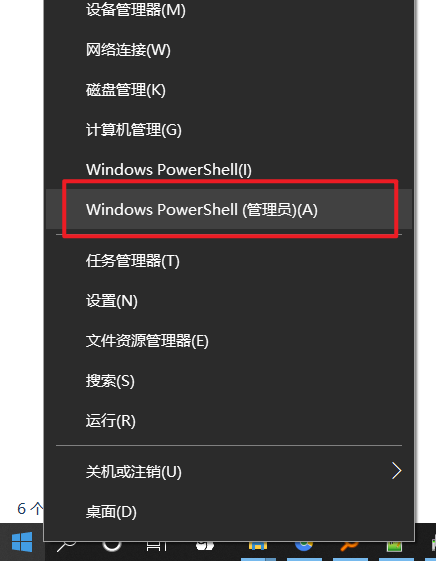 设备管理器(M)
网络连接(W)
磁盘管理(K)
计算机管理(G)
Windows PowerShell(I)
Windows PowerShell (管理员)(A)
任务管理器(T)
设置(N)
文件资源管理器(E)
搜索(S)
运行(R)
关机或注销(U)
6 个
桌面(D)